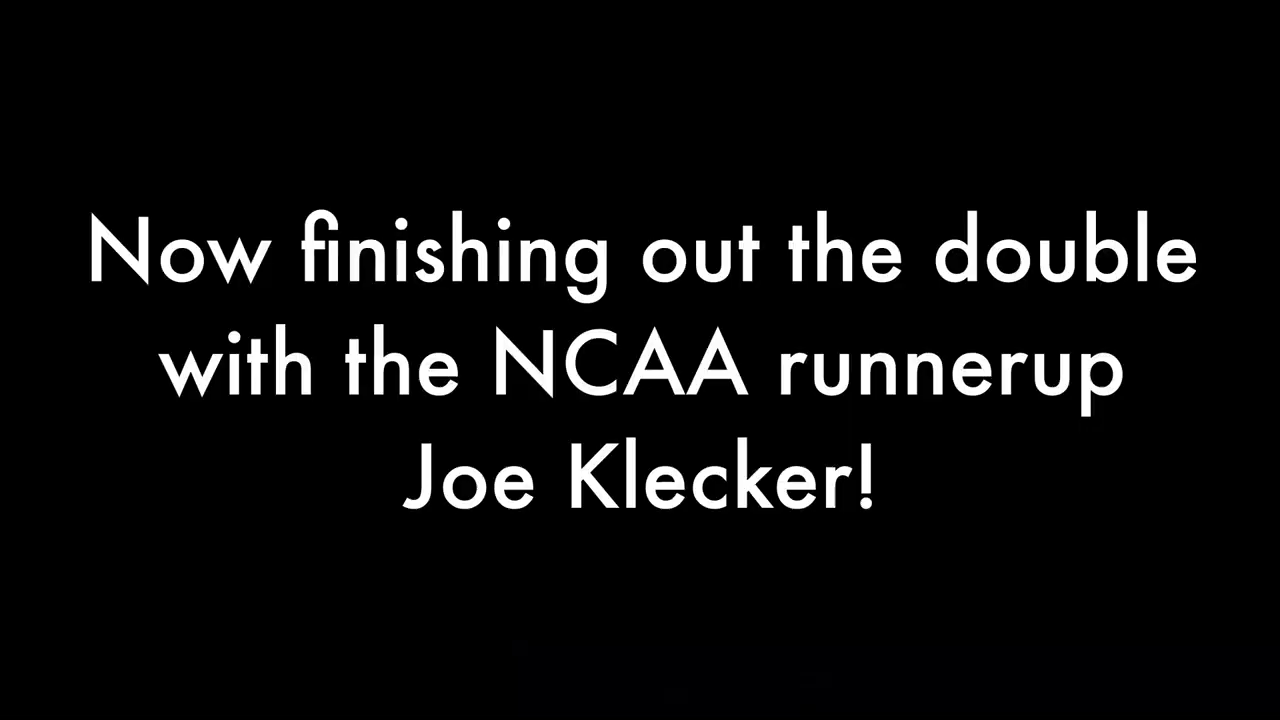 Now finishing out the double
with the NCAA runnerup
Joe Klecker!